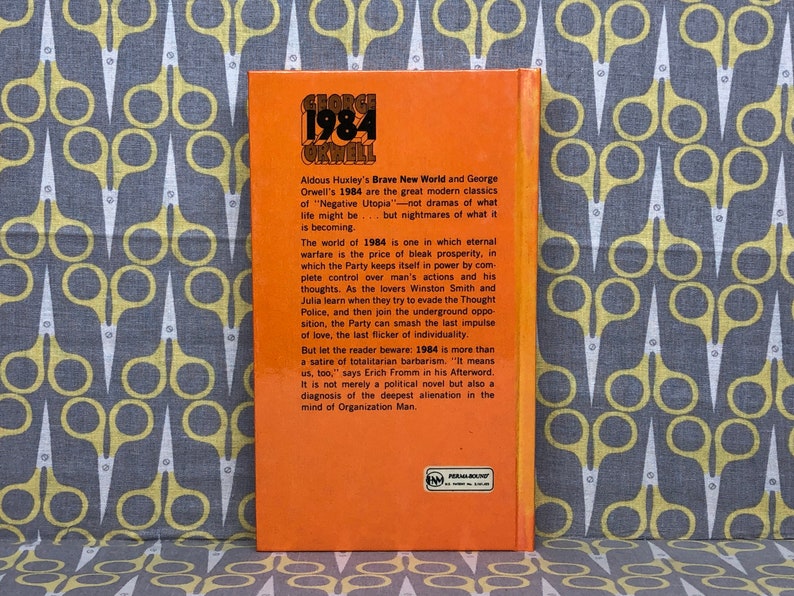 GEORGE
1984
ORWELL
Aldous Huxley's Brave New World and George
Orwell's 1984 are the great modern classics
of "Negative Utopia"—not dramas of what
life might be . . . but nightmares of what it
is becoming.
The world of 1984 is one in which eternal
warfare is the price of bleak prosperity, in
which the Party keeps itself in power by com-
plete control over man's actions and his
thoughts. As the lovers Winston Smith and
Julia learn when they try to evade the Thought
Police, and then join the underground oppo-
sition, the Party can smash the last impulse
of love, the last flicker of individuality.
But let the reader beware: 1984 is more than
a satire of totalitarian barbarism. "It means
us, too," says Erich Fromm in his Afterword.
It is not merely a political novel but also a
diagnosis of the deepest alienation in the
mind of Organization Man.
PERMA-BOUND
U.S. PATENT No.